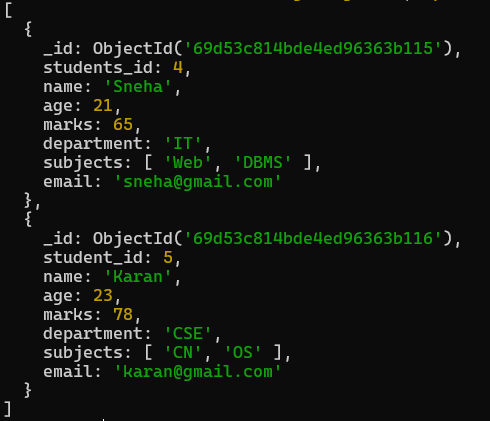 [
  {
    _id: ObjectId('69d53c814bde4ed96363b115'),
    students_id: 4,
    name: 'Sneha',
    age: 21,
    marks: 65,
    department: 'IT',
    subjects: [ 'Web', 'DBMS' ],
    email: 'sneha@gmail.com'
  },
  {
    _id: ObjectId('69d53c814bde4ed96363b116'),
    student_id: 5,
    name: 'Karan',
    age: 23,
    marks: 78,
    department: 'CSE',
    subjects: [ 'CN', 'OS' ],
    email: 'karan@gmail.com'
  }
]